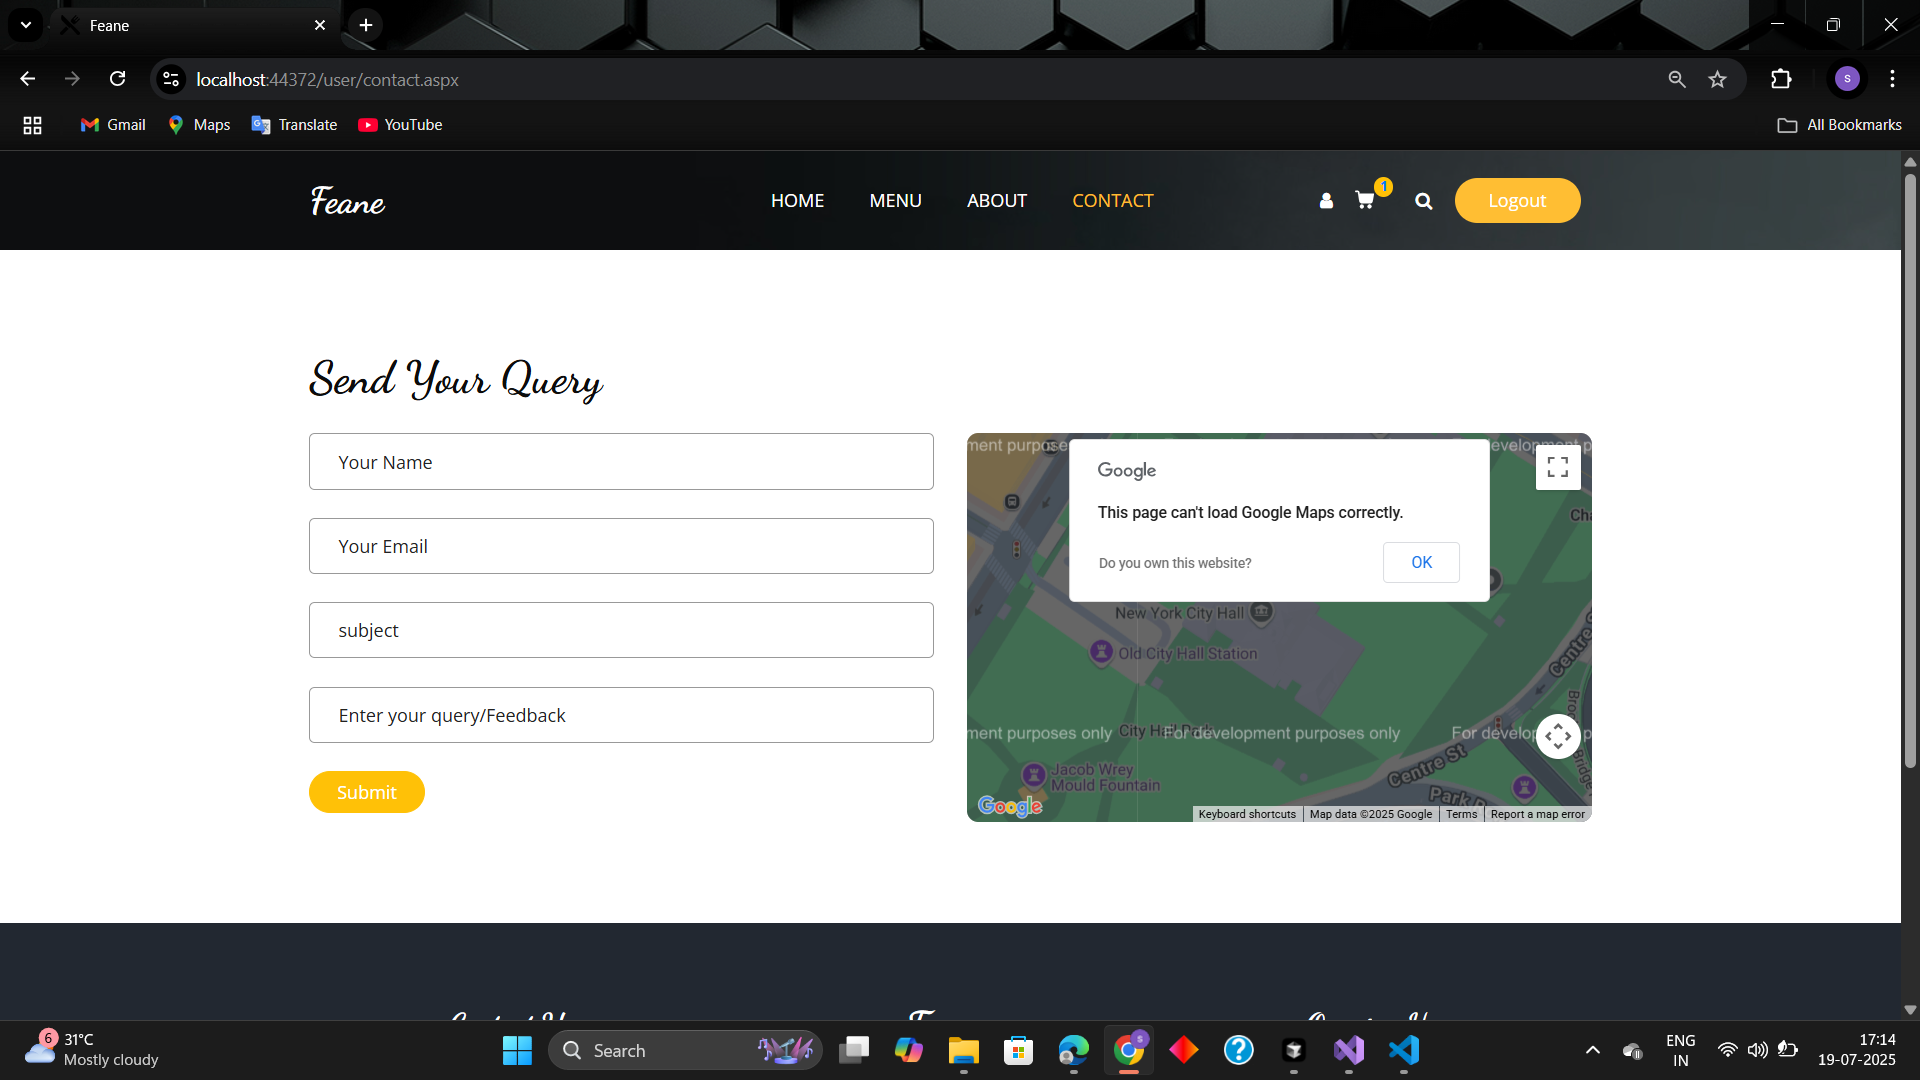 Feane
localhost:44372/user/contact.aspx
S
Gmail
Maps
Translate
YouTube
All Bookmarks
Feane
HOME
MENU
ABOUT
CONTACT
1
Logout
Send Your Query
Your Name
Your Email
subject
Enter your query/Feedback
Submit
ment purpose
evelopment p
Google
This page can't load Google Maps correctly.
Do you own this website?
OK
Cha
New York City Hall
Old City Hall Station
Centre S
ment purposes only
City Hall Park
For development purposes only
For develop
p
Jacob Wrey
Mould Fountain
Centre St
Park R
Google
Keyboard shortcuts
Map data ©2025 Google
Terms
Report a map error
6
31°C
Mostly cloudy
Search
S
ENG
IN
17:14
19-07-2025